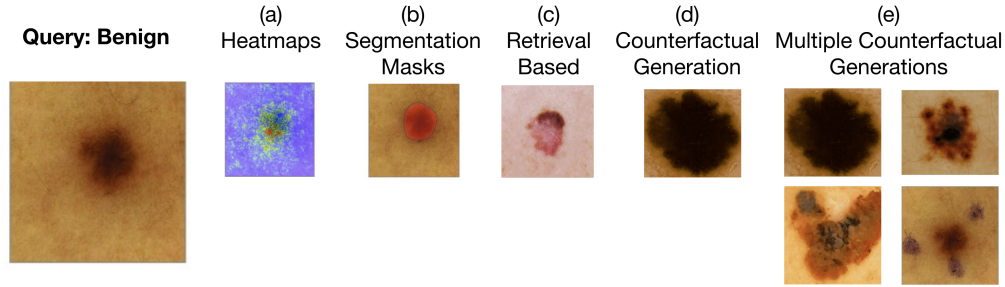 Query: Benign
(a)
Heatmaps
(b)
Segmentation
Masks
(c)
Retrieval
Based
(d)
Counterfactual
Generation
(e)
Multiple Counterfactual
Generations